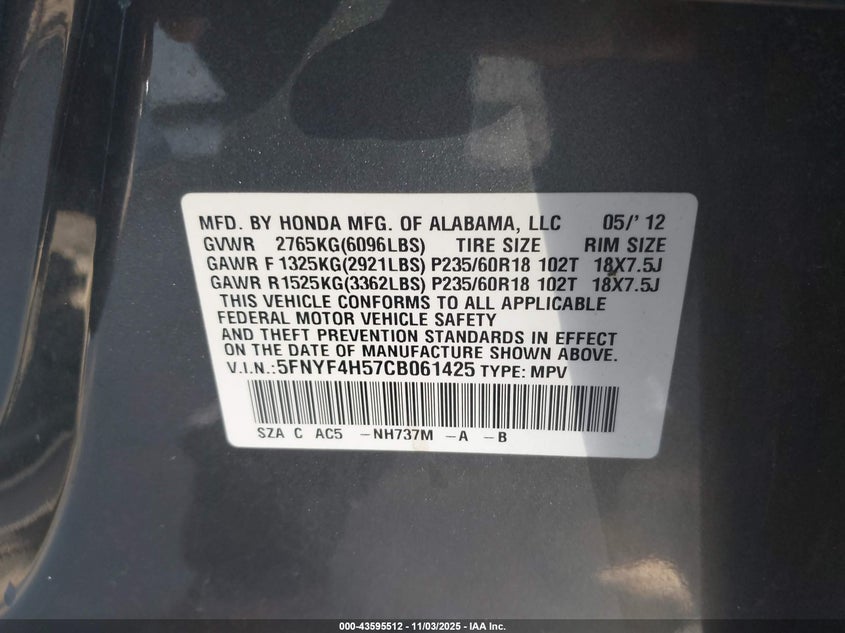 MFD. BY HONDA MFG. OF ALABAMA, LLC 05/'12
GVWR 2765KG(6096LBS) TIRE SIZE RIM SIZE
GAWR F 1325KG(2921LBS) P235/60R18 102T 18X7.5J
GAWR R1525KG(3362LBS) P235/60R18 102T 18X7.5J
THIS VEHICLE CONFORMS TO ALL APPLICABLE
FEDERAL MOTOR VEHICLE SAFETY
AND THEFT PREVENTION STANDARDS IN EFFECT
ON THE DATE OF MANUFACTURE SHOWN ABOVE.
V.I.N.:5FNYF4H57CB061425 TYPE: MPV
SZA C AC5 -NH737M -A -B
000-43595512 - 11/03/2025 - IAA Inc.